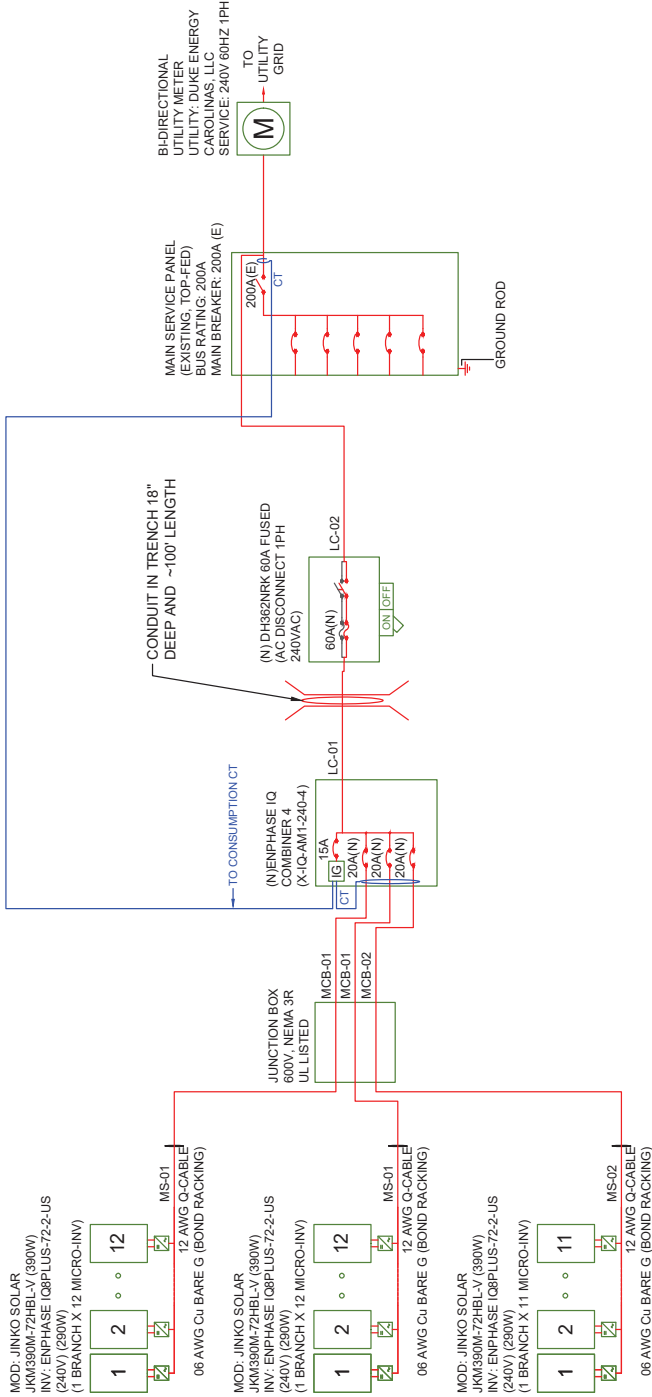 MOD: JINKO SOLAR
JKM390M-72HBL-V (390W)
INV: ENPHASE IQ8PLUS-72-2-US
(240V) (290W)
(1 BRANCH X 12 MICRO-INV)
1
2
12
MS-01
12 AWG Q-CABLE
06 AWG Cu BARE G (BOND RACKING)
MOD: JINKO SOLAR
JKM390M-72HBL-V (390W)
INV: ENPHASE IQ8PLUS-72-2-US
(240V) (290W)
(1 BRANCH X 12 MICRO-INV)
1
2
12
MS-01
12 AWG Q-CABLE
06 AWG Cu BARE G (BOND RACKING)
MOD: JINKO SOLAR
JKM390M-72HBL-V (390W)
INV: ENPHASE IQ8PLUS-72-2-US
(240V) (290W)
(1 BRANCH X 11 MICRO-INV)
1
2
11
MS-02
12 AWG Q-CABLE
06 AWG Cu BARE G (BOND RACKING)
JUNCTION BOX
600V, NEMA 3R
UL LISTED
MCB-01
MCB-01
MCB-02
TO CONSUMPTION CT
(N)ENPHASE IQ
COMBINER 4
(X-IQ-AM1-240-4)
15A
IG
20A(N)
20A(N)
20A(N)
CT
LC-01
CONDUIT IN TRENCH 18"
DEEP AND ~100' LENGTH
(N) DH362NRK 60A FUSED
(AC DISCONNECT 1PH
240VAC)
60A(N)
ON OFF
LC-02
MAIN SERVICE PANEL
(EXISTING, TOP-FED)
BUS RATING: 200A
MAIN BREAKER: 200A (E)
200A(E)
CT
GROUND ROD
BI-DIRECTIONAL
UTILITY METER
UTILITY: DUKE ENERGY
CAROLINAS, LLC
SERVICE: 240V 60HZ 1PH
M
TO
UTILITY
GRID